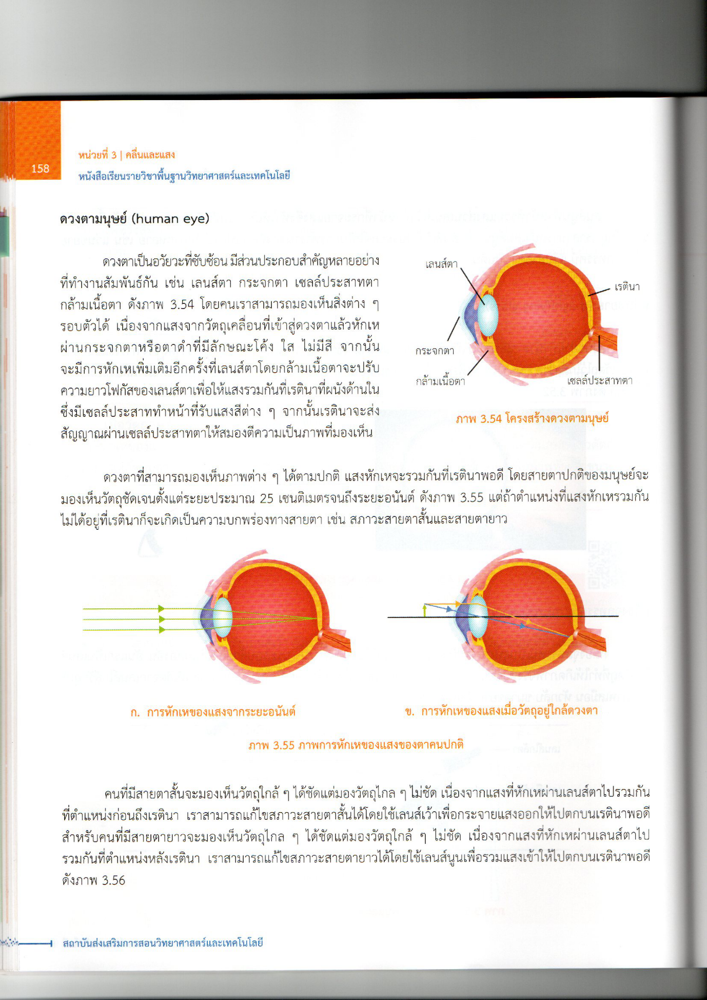 158
หน่วยที่ 3 | คลื่นและแสง
หนังสือเรียนรายวิชาพื้นฐานวิทยาศาสตร์และเทคโนโลยี
ดวงตามนุษย์ (human eye)
ดวงตาเป็นอวัยวะที่ซับซ้อน มีส่วนประกอบสำคัญหลายอย่าง
ที่ทำงานสัมพันธ์กัน เช่น เลนส์ตา กระจกตา เซลล์ประสาทตา
กล้ามเนื้อตา ดังภาพ 3.54 โดยคนเราสามารถมองเห็นสิ่งต่าง ๆ
รอบตัวได้ เนื่องจากแสงจากวัตถุเคลื่อนที่เข้าสู่ดวงตาแล้วหักเห
ผ่านกระจกตาหรือตาดำที่มีลักษณะโค้ง ใส ไม่มีสี จากนั้น
จะมีการหักเหเพิ่มเติมอีกครั้งที่เลนส์ตาโดยกล้ามเนื้อตาจะปรับ
ความยาวโฟกัสของเลนส์ตาเพื่อให้แสงรวมกันที่เรตินาที่ผนังด้านใน
ซึ่งมีเซลล์ประสาททำหน้าที่รับแสงสีต่าง ๆ จากนั้นเรตินาจะส่ง
สัญญาณผ่านเซลล์ประสาทตาให้สมองตีความเป็นภาพที่มองเห็น
เลนส์ตา
เรตินา
กระจกตา
กล้ามเนื้อตา
เซลล์ประสาทตา
ภาพ 3.54 โครงสร้างดวงตามนุษย์
ดวงตาที่สามารถมองเห็นภาพต่าง ๆ ได้ตามปกติ แสงหักเหจะรวมกันที่เรตินาพอดี โดยสายตาปกติของมนุษย์จะ
มองเห็นวัตถุชัดเจนตั้งแต่ระยะประมาณ 25 เซนติเมตรจนถึงระยะอนันต์ ดังภาพ 3.55 แต่ถ้าตำแหน่งที่แสงหักเหรวมกัน
ไม่ได้อยู่ที่เรตินาก็จะเกิดเป็นความบกพร่องทางสายตา เช่น สภาวะสายตาสั้นและสายตายาว
ก. การหักเหของแสงจากระยะอนันต์
ข. การหักเหของแสงเมื่อวัตถุอยู่ใกล้ดวงตา
ภาพ 3.55 ภาพการหักเหของแสงของตาคนปกติ
คนที่มีสายตาสั้นจะมองเห็นวัตถุใกล้ ๆ ได้ชัดแต่มองวัตถุไกล ๆ ไม่ชัด เนื่องจากแสงที่หักเหผ่านเลนส์ตาไปรวมกัน
ที่ตำแหน่งก่อนถึงเรตินา เราสามารถแก้ไขสภาวะสายตาสั้นได้โดยใช้เลนส์เว้าเพื่อกระจายแสงออกให้ไปตกบนเรตินาพอดี
สำหรับคนที่มีสายตายาวจะมองเห็นวัตถุไกล ๆ ได้ชัดแต่มองวัตถุใกล้ ๆ ไม่ชัด เนื่องจากแสงที่หักเหผ่านเลนส์ตาไป
รวมกันที่ตำแหน่งหลังเรตินา เราสามารถแก้ไขสภาวะสายตายาวได้โดยใช้เลนส์นูนเพื่อรวมแสงเข้าให้ไปตกบนเรตินาพอดี
ดังภาพ 3.56
สถาบันส่งเสริมการสอนวิทยาศาสตร์และเทคโนโลยี